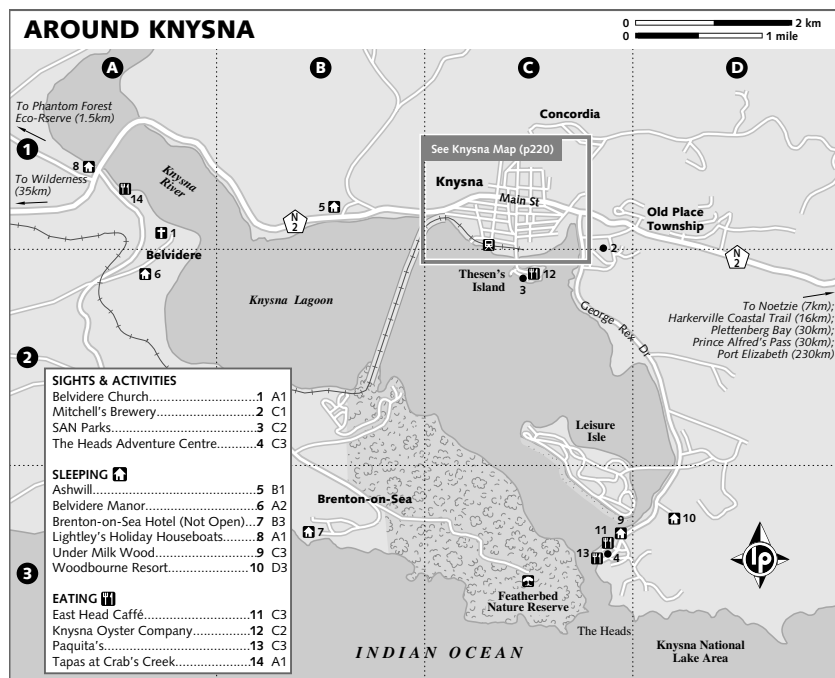 AROUND KNYSNA
0 2 km
0 1 mile
A
B
C
D
To Phantom Forest
Eco-Rserve (1.5km)
Concordia
1
See Knysna Map (p220)
8
Knysna
River
To Wilderness
(35km)
14
Knysna
Main St
5
N
2
Old Place
Township
1
Belvidere
2
N
2
6
Thesen's
Island
12
3
Knysna Lagoon
George Rex Dr
To Noetzie (7km);
Harkerville Coastal Trail (16km);
Plettenberg Bay (30km);
Prince Alfred's Pass (30km);
Port Elizabeth (230km)
2
SIGHTS & ACTIVITIES
Belvidere Church..............................1 A1
Mitchell's Brewery...........................2 C1
SAN Parks........................................3 C2
The Heads Adventure Centre..........4 C3
SLEEPING
Ashwill.............................................5 B1
Belvidere Manor..............................6 A2
Brenton-on-Sea Hotel (Not Open)...7 B3
Lightley's Holiday Houseboats........8 A1
Under Milk Wood............................9 C3
Woodbourne Resort......................10 D3
EATING
East Head Caffé.............................11 C3
Knysna Oyster Company...............12 C2
Paquita's........................................13 C3
Tapas at Crab's Creek....................14 A1
Leisure
Isle
Brenton-on-Sea
7
9
10
11
13
4
3
lp
Featherbed
Nature Reserve
The Heads
Knysna National
Lake Area
INDIAN OCEAN